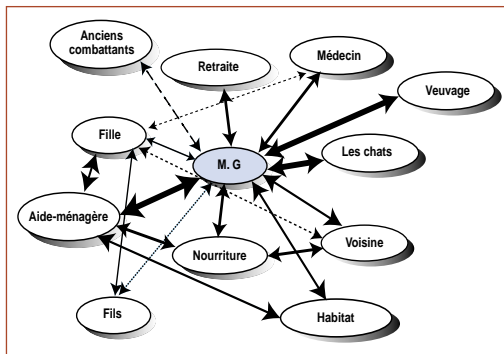 Anciens
combattants
Retraite
Médecin
Veuvage
Fille
M. G
Les chats
Aide-ménagère
Nourriture
Voisine
Fils
Habitat